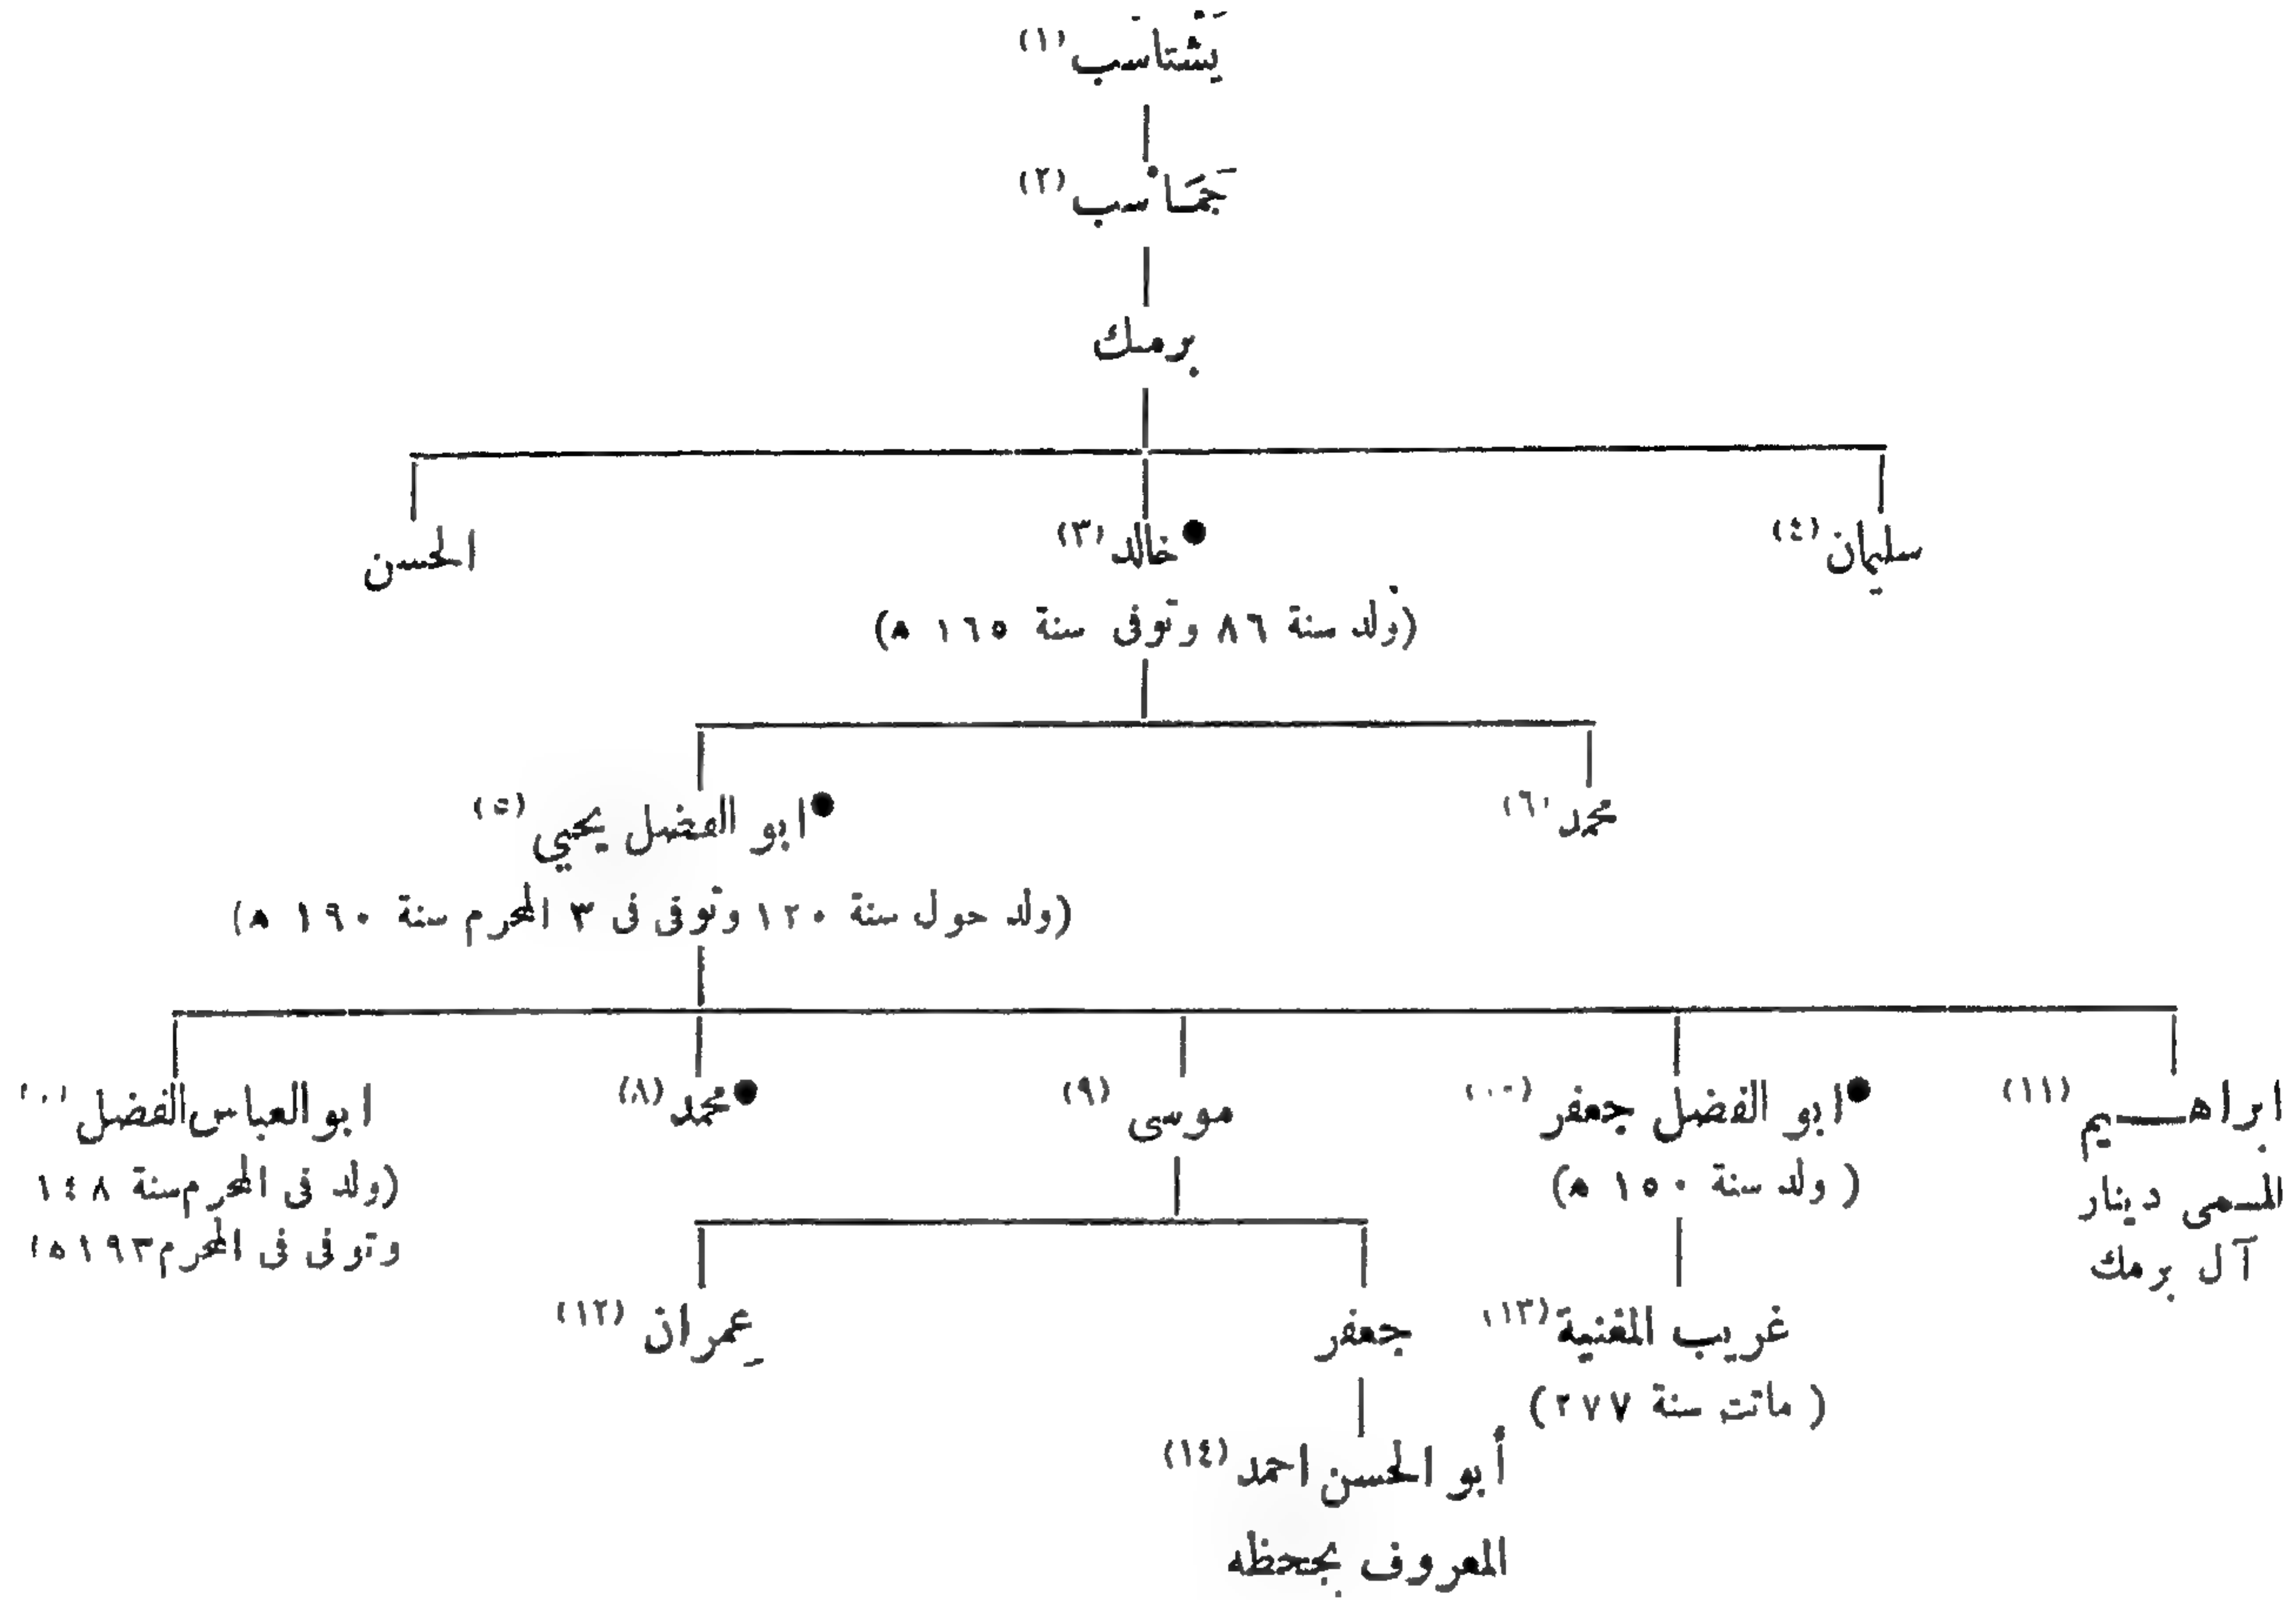 يَشْتاسَب (١)
جَمَانسب (٢)
برمك
سليمان (٤)
خالد (٣)
الحسن
(ولد سنة ٨٦ وتوفى سنة ١٦٥ ه)
محمد (٦)
ابو الفضل يحيي (٥)
(ولد حول سنة ١٢٠ وتوفى فى ٣ المحرم سنة ١٩٠ ه)
ابراهيم (١١)
ابو الفضل جعفر
موسى (٩)
محمد (٨)
ابو العباس الفضل
المسمى دينار
( ولد سنة ١٥٠ ه)
(ولد فى المحرم سنة ١٤٨
آل برمك
وتوفى فى المحرم ١٩٣
غريب المغنية (١٣)
جعفر
عِمران (١٢)
( ماتت سنة ٢٧٧)
أبو الحسن احمد (١٤)
المعروف بجحظه